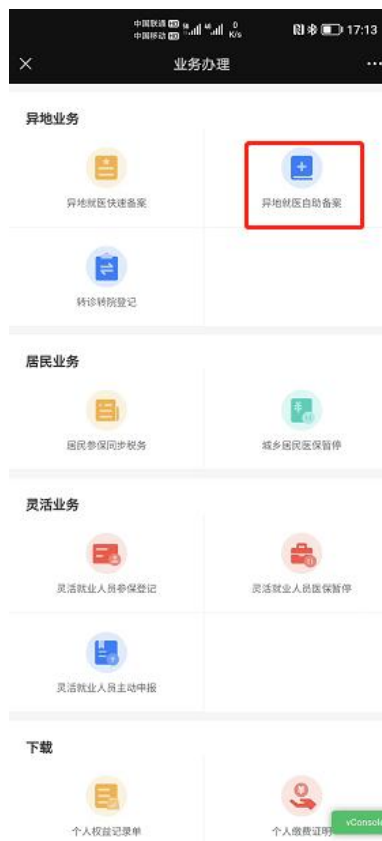 中国联通 HD
中国移动 HD
0
K/s
17:13
业务办理
异地业务
异地就医快速备案
异地就医自助备案
转诊转院登记
居民业务
居民参保同步税务
城乡居民医保暂停
灵活业务
灵活就业人员参保登记
灵活就业人员医保暂停
灵活就业人员主动申报
下载
个人权益记录单
个人缴费证明
vConsole